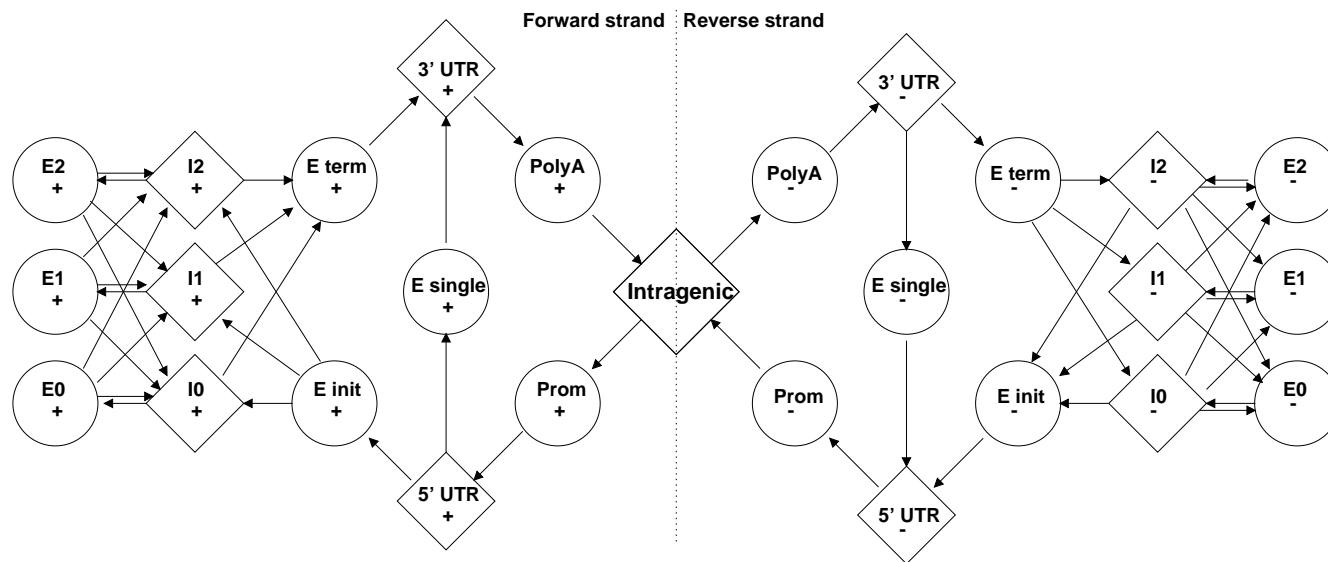 Forward strand
Reverse strand
3' UTR
+
3' UTR
-
E2
+
I2
+
E term
+
PolyA
+
PolyA
-
E term
-
I2
-
E2
-
E1
+
I1
+
E single
+
Intragenic
E single
-
I1
-
E1
-
E0
+
I0
+
E init
+
Prom
+
Prom
-
E init
-
I0
-
E0
-
5' UTR
+
5' UTR
-